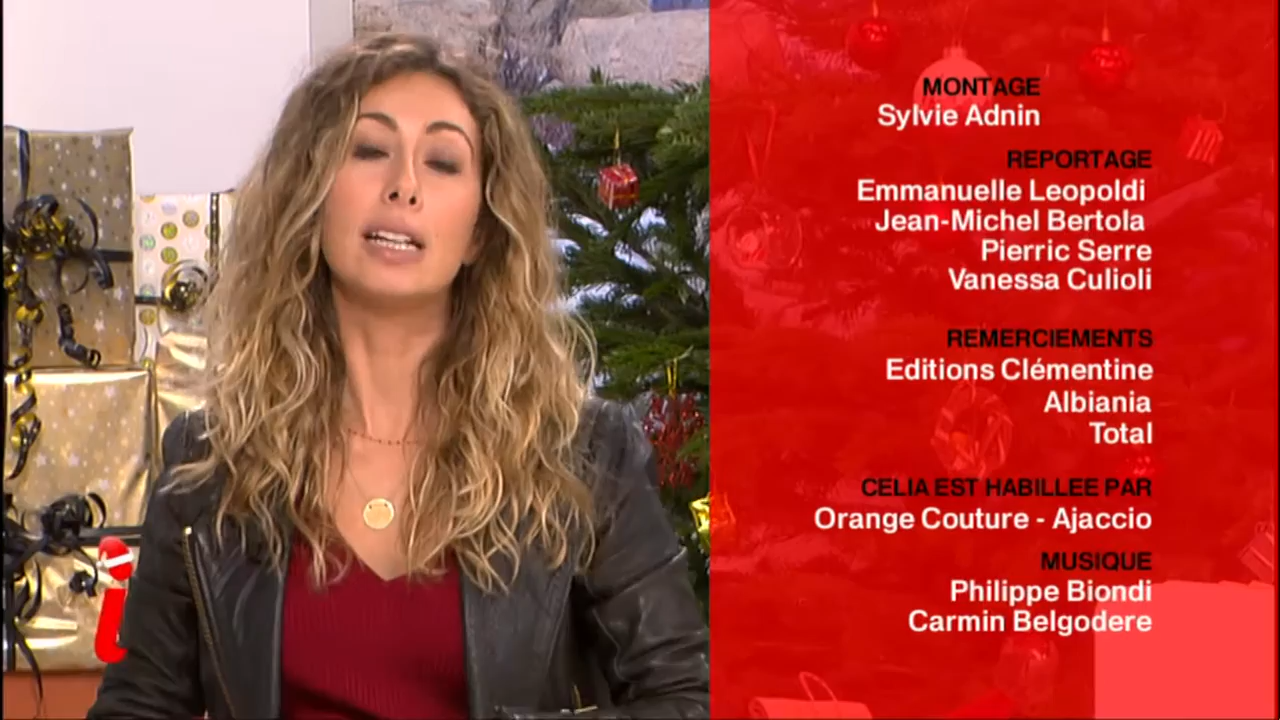 MONTAGE
Sylvie Adnin
REPORTAGE
Emmanuelle Leopoldi
Jean-Michel Bertola
Pierric Serre
Vanessa Culioli
REMERCIEMENTS
Editions Clémentine
Albiania
Total
CELIA EST HABILLEE PAR
Orange Couture - Ajaccio
MUSIQUE
Philippe Biondi
Carmin Belgodere
i